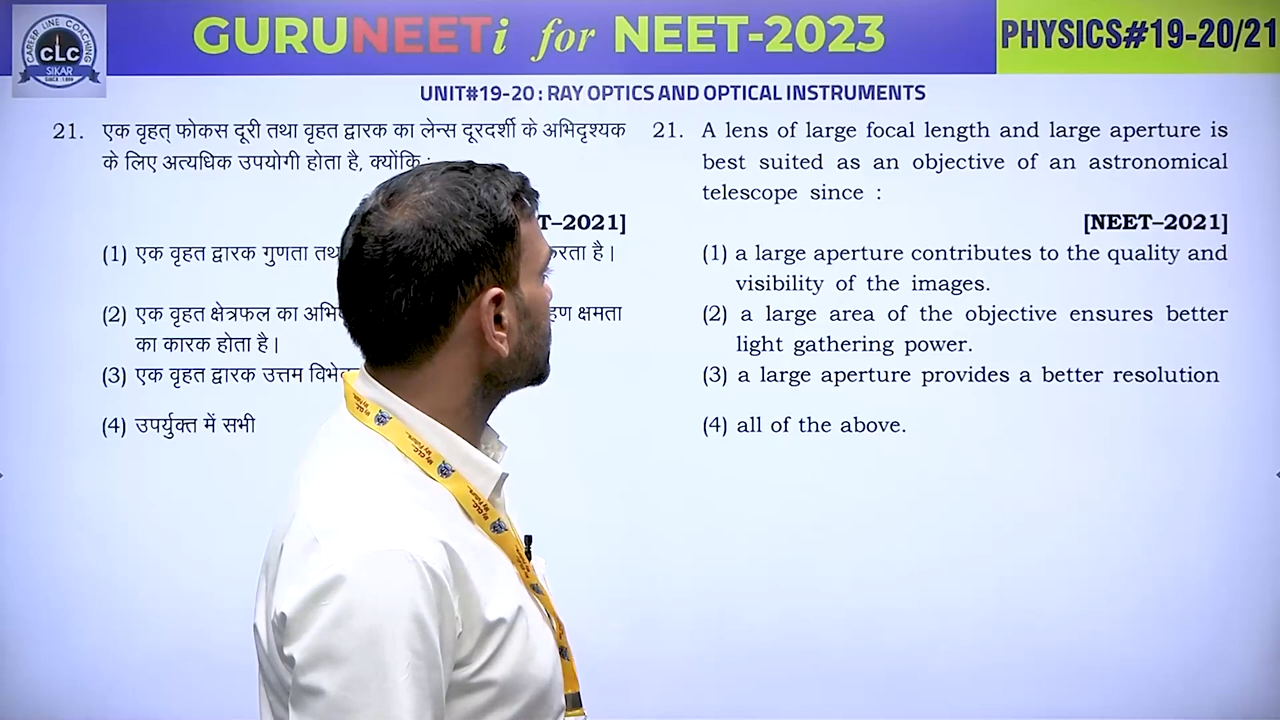 CAREER LINE COACHING
CLC
SIKAR
SINCE : 1996
GURUNEETi for NEET-2023
PHYSICS#19-20/21
UNIT#19-20 : RAY OPTICS AND OPTICAL INSTRUMENTS
21. एक वृहत् फोकस दूरी तथा वृहत द्वारक का लेन्स दूरदर्शी के अभिदृश्यक
के लिए अत्यधिक उपयोगी होता है, क्योंकि :
T–2021]
(1) एक वृहत द्वारक गुणता है।
(2) एक वृहत क्षेत्रफल का क्षमता
का कारक होता है।
(3) एक वृहत द्वारक उत्तम
(4) उपर्युक्त में सभी
21. A lens of large focal length and large aperture is
best suited as an objective of an astronomical
telescope since :
[NEET–2021]
(1) a large aperture contributes to the quality and
visibility of the images.
(2) a large area of the objective ensures better
light gathering power.
(3) a large aperture provides a better resolution
(4) all of the above.